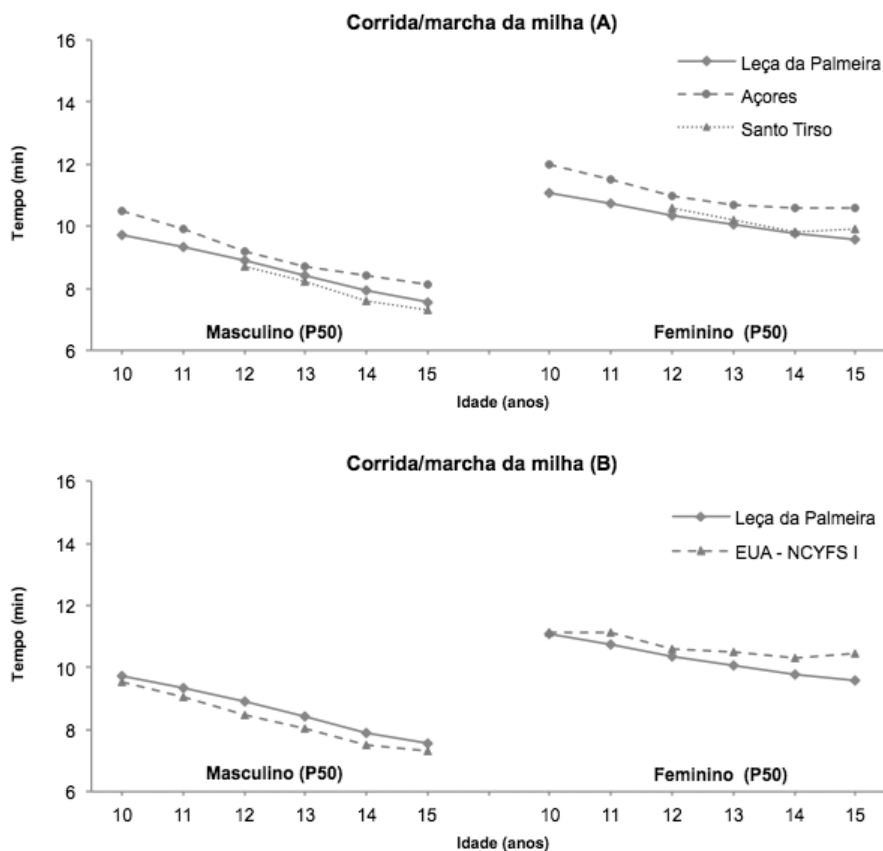 Corrida/marcha da milha (A)
16
14
12
10
8
6
Tempo (min)
Leça da Palmeira
Açores
Santo Tirso
Masculino (P50)
Feminino (P50)
10 11 12 13 14 15 10 11 12 13 14 15
Idade (anos)
Corrida/marcha da milha (B)
16
14
12
10
8
6
Tempo (min)
Leça da Palmeira
EUA - NCYFS I
Masculino (P50)
Feminino (P50)
10 11 12 13 14 15 10 11 12 13 14 15
Idade (anos)